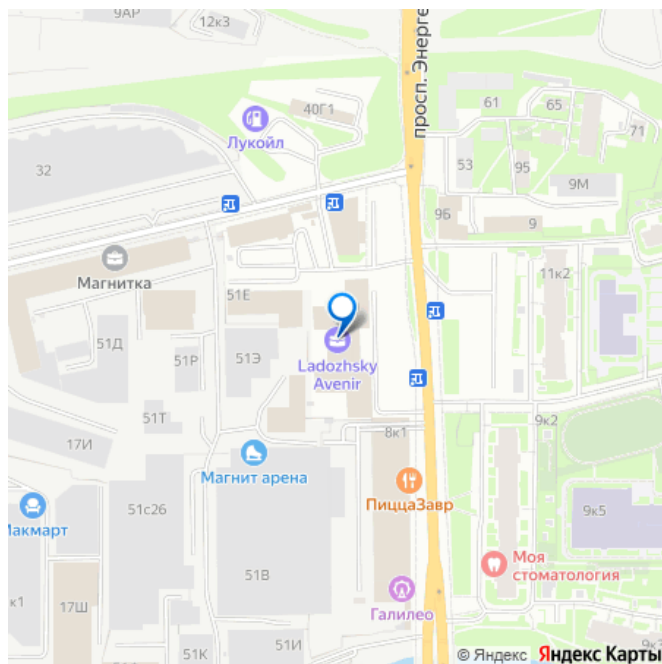 9АР
12к3
просп. Энерге
40Г1
Лукойл
61
65
71
53
95
9М
32
9Б
9
Магнитка
11к2
51Е
51Д
51Р
51Э
Ladozhsky
Avenir
51Т
17И
8к1
9к2
Магнит арена
ПиццаЗавр
51с26
9к5
Макмарт
Моя
стоматология
51В
17Ш
к1
Галилео
51И
51К
9к
© Яндекс Яндекс Карты